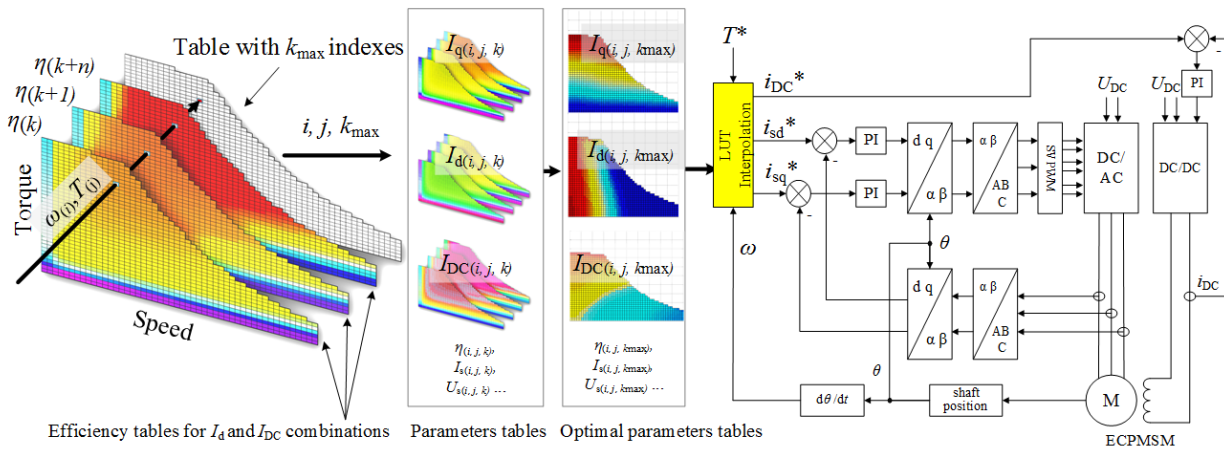 Table with kmax indexes
η(k+n)
η(k+1)
η(k)
ω(i),T(j)
Torque
Speed
i, j, kmax
Efficiency tables for Id and IDC combinations
Iq(i, j, k)
Id(i, j, k)
IDC(i, j, k)
η(i, j, k),
Is(i, j, k),
Us(i, j, k) ...
Parameters tables
Iq(i, j, kmax)
Id(i, j, kmax)
IDC(i, j, kmax)
η(i, j, kmax),
Is(i, j, kmax),
Us(i, j, kmax) ...
Optimal parameters tables
T*
LUT
Interpolation
iDC*
isd*
isq*
ω
-
-
PI
PI
d q
α β
α β
AB
C
SV PWM
UDC
DC/
AC
UDC
-
PI
DC/DC
θ
d q
α β
α β
AB
C
iDC
θ
dθ/dt
shaft
position
M
ECPMSM